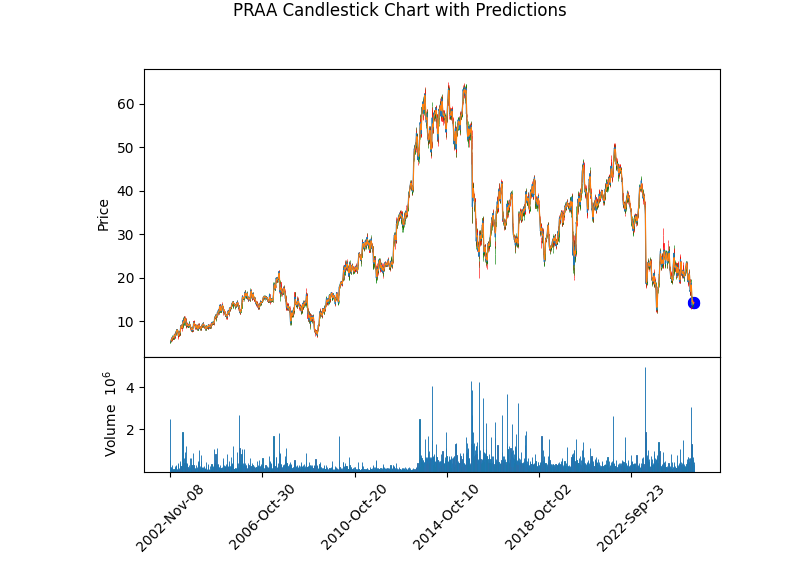 PRAA Candlestick Chart with Predictions
Price
60
50
40
30
20
10
Volume 10^6
4
2
2002-Nov-08
2006-Oct-30
2010-Oct-20
2014-Oct-10
2018-Oct-02
2022-Sep-23